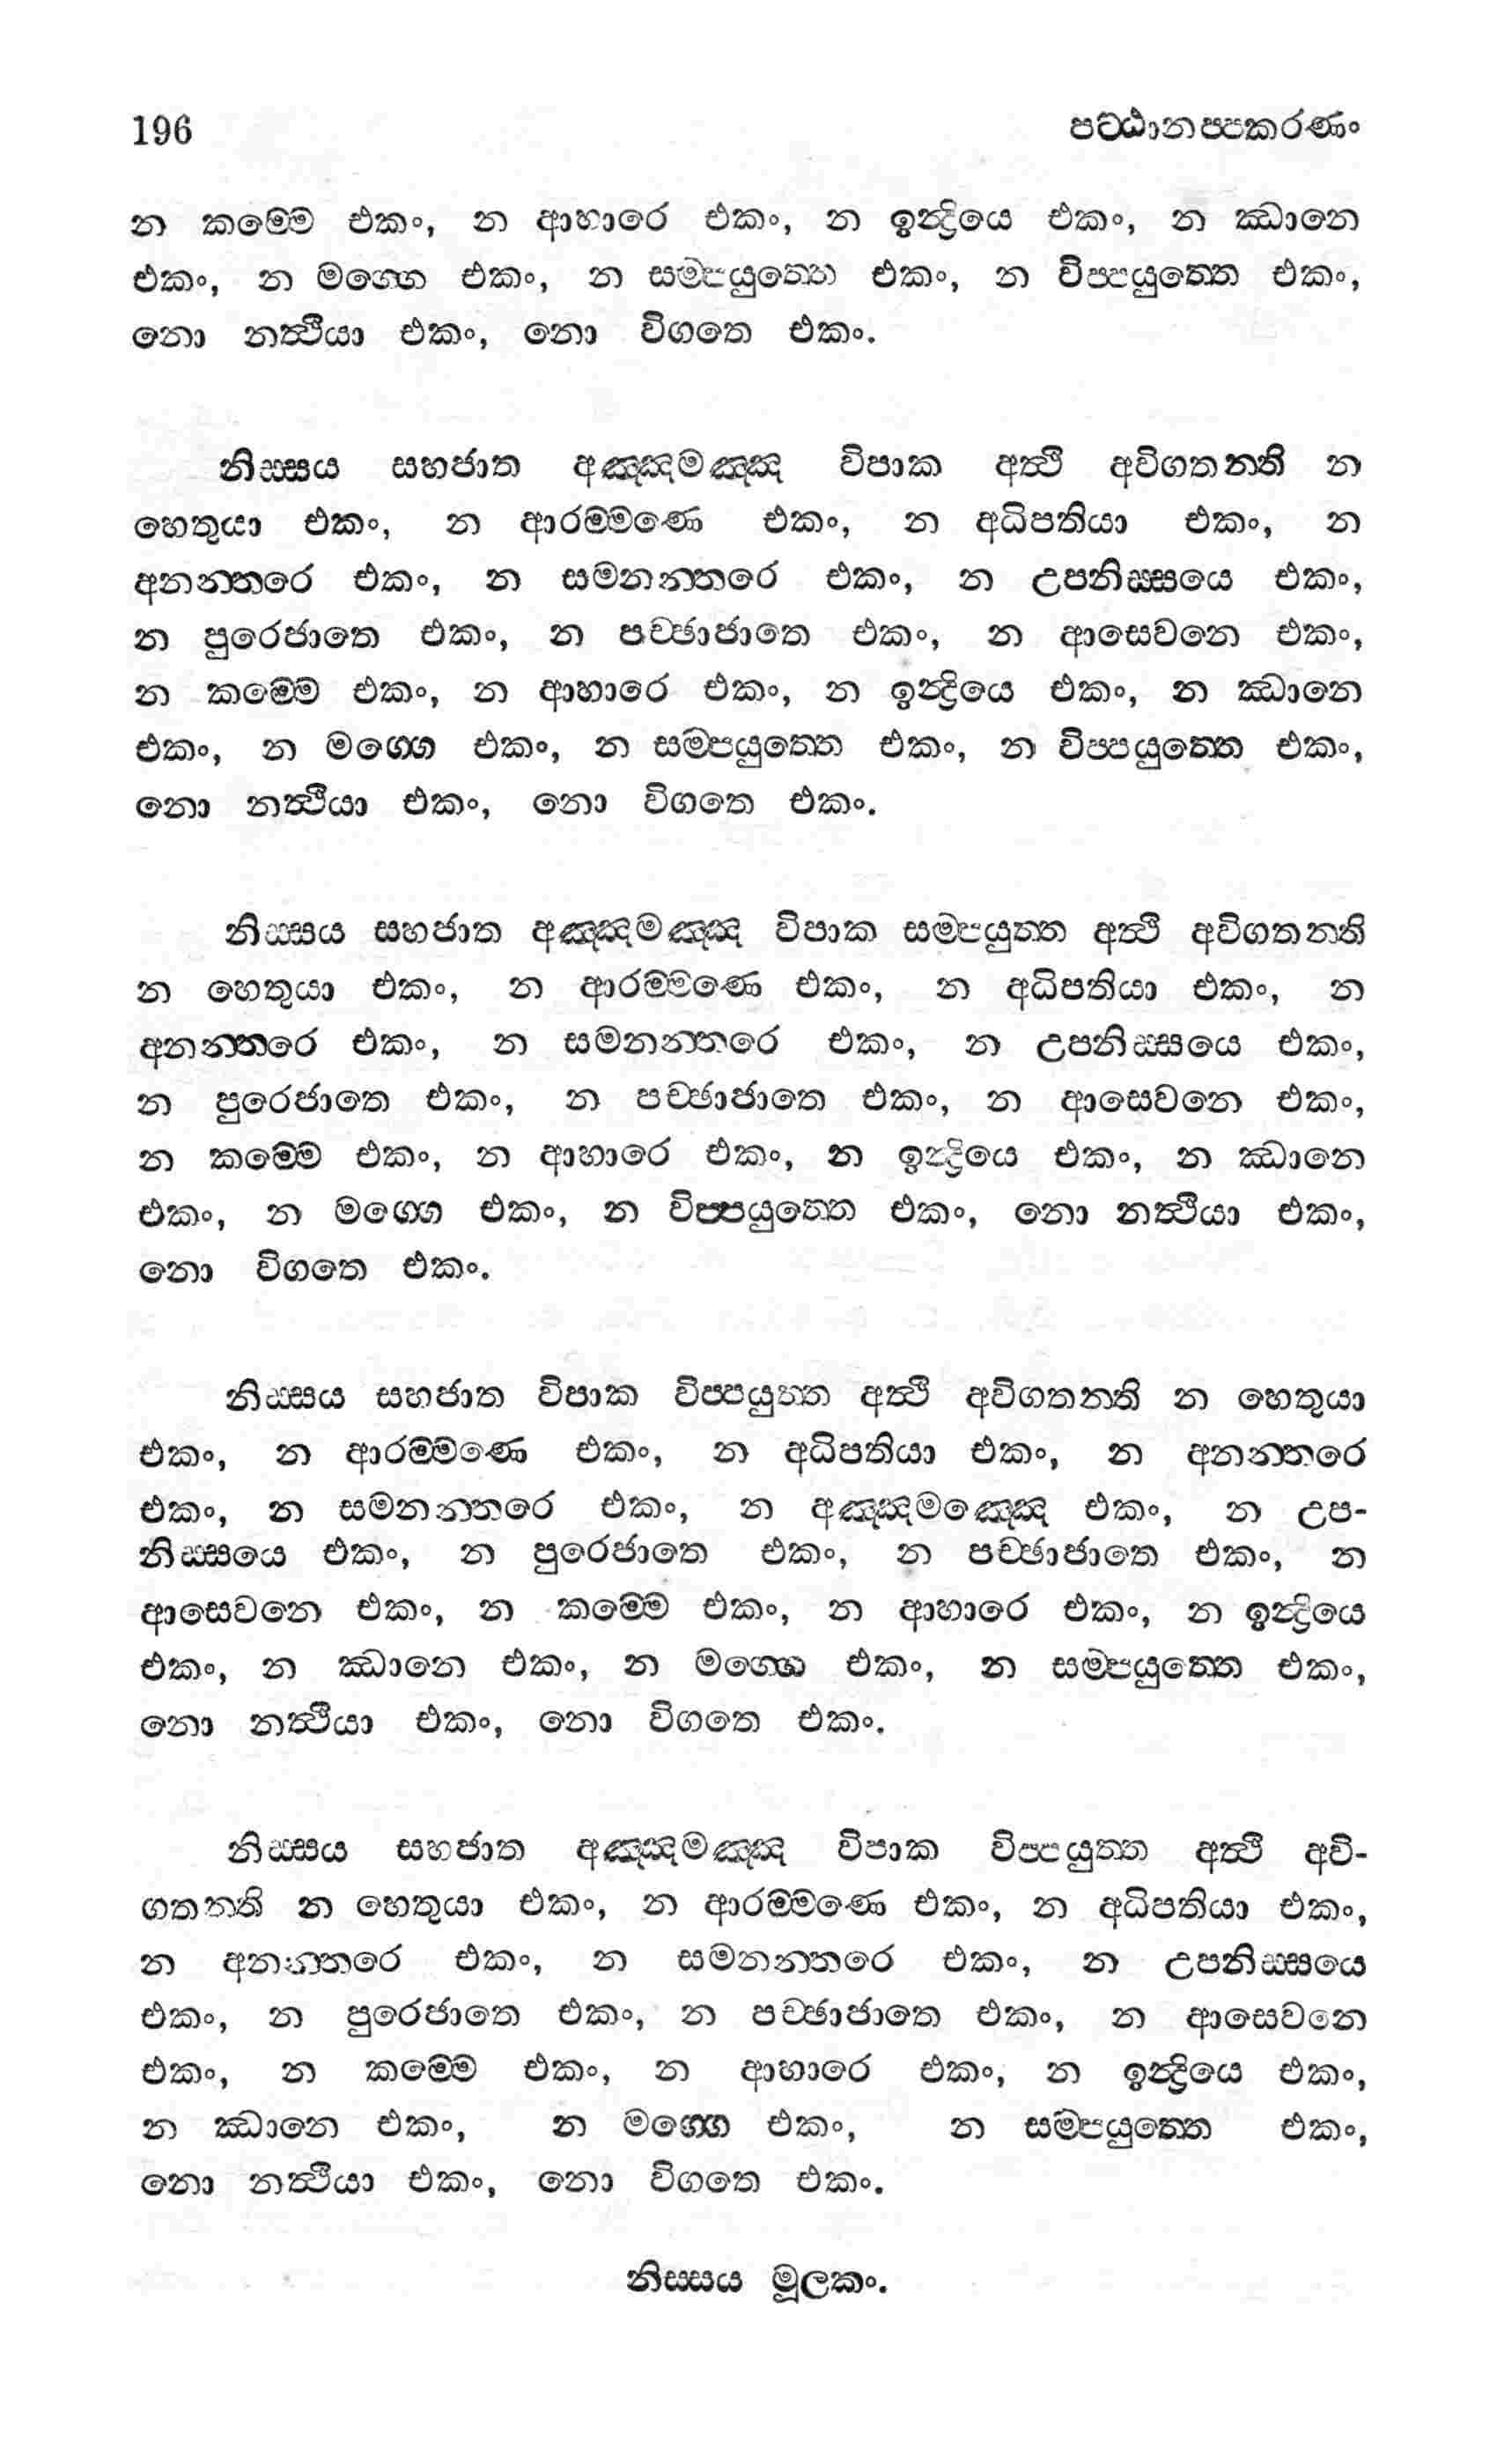 196 පට්ඨානප්පකරණං
න කම්මෙ එකං, න ආහාරෙ එකං, න ඉන්ද්‍රියෙ එකං, න ඣානෙ
එකං, න මග්ගෙ එකං, න සම්පයුත්තෙ එකං, න විප්පයුත්තෙ එකං,
නො නත්ථියා එකං, නො විගතෙ එකං.
නිස්සය සහජාත අඤ්ඤමඤ්ඤ විපාක අත්ථි අවිගතන්ති න
හෙතුයා එකං, න ආරම්මණෙ එකං, න අධිපතියා එකං, න
අනන්තරෙ එකං, න සමනන්තරෙ එකං, න උපනිස්සයෙ එකං,
න පුරෙජාතෙ එකං, න පච්ඡාජාතෙ එකං, න ආසෙවනෙ එකං,
න කම්මෙ එකං, න ආහාරෙ එකං, න ඉන්ද්‍රියෙ එකං, න ඣානෙ
එකං, න මග්ගෙ එකං, න සම්පයුත්තෙ එකං, න විප්පයුත්තෙ එකං,
නො නත්ථියා එකං, නො විගතෙ එකං.
නිස්සය සහජාත අඤ්ඤමඤ්ඤ විපාක සම්පයුත්ත අත්ථි අවිගතන්ති
න හෙතුයා එකං, න ආරම්මණෙ එකං, න අධිපතියා එකං, න
අනන්තරෙ එකං, න සමනන්තරෙ එකං, න උපනිස්සයෙ එකං,
න පුරෙජාතෙ එකං, න පච්ඡාජාතෙ එකං, න ආසෙවනෙ එකං,
න කම්මෙ එකං, න ආහාරෙ එකං, න ඉන්ද්‍රියෙ එකං, න ඣානෙ
එකං, න මග්ගෙ එකං, න විප්පයුත්තෙ එකං, නො නත්ථියා එකං,
නො විගතෙ එකං.
නිස්සය සහජාත විපාක විප්පයුත්ත අත්ථි අවිගතන්ති න හෙතුයා
එකං, න ආරම්මණෙ එකං, න අධිපතියා එකං, න අනන්තරෙ
එකං, න සමනන්තරෙ එකං, න අඤ්ඤමඤ්ඤෙ එකං, න උප-
නිස්සයෙ එකං, න පුරෙජාතෙ එකං, න පච්ඡාජාතෙ එකං, න
ආසෙවනෙ එකං, න කම්මෙ එකං, න ආහාරෙ එකං, න ඉන්ද්‍රියෙ
එකං, න ඣානෙ එකං, න මග්ගෙ එකං, න සම්පයුත්තෙ එකං,
නො නත්ථියා එකං, නො විගතෙ එකං.
නිස්සය සහජාත අඤ්ඤමඤ්ඤ විපාක විප්පයුත්ත අත්ථි අවි-
ගතන්ති න හෙතුයා එකං, න ආරම්මණෙ එකං, න අධිපතියා එකං,
න අනන්තරෙ එකං, න සමනන්තරෙ එකං, න උපනිස්සයෙ
එකං, න පුරෙජාතෙ එකං, න පච්ඡාජාතෙ එකං, න ආසෙවනෙ
එකං, න කම්මෙ එකං, න ආහාරෙ එකං, න ඉන්ද්‍රියෙ එකං,
න ඣානෙ එකං, න මග්ගෙ එකං, න සම්පයුත්තෙ එකං,
නො නත්ථියා එකං, නො විගතෙ එකං.
නිස්සය මූලකං.